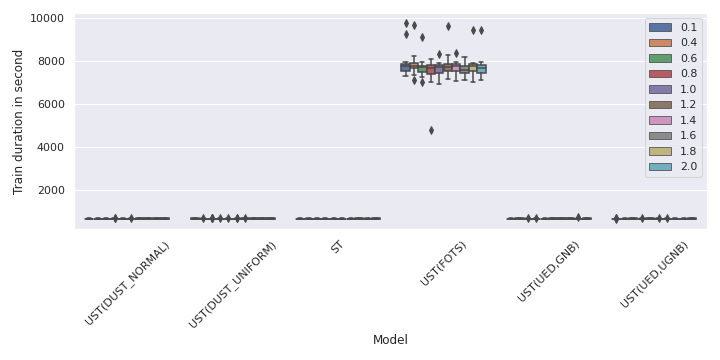 10000
8000
6000
4000
2000
Train duration in second
0.1
0.4
0.6
0.8
1.0
1.2
1.4
1.6
1.8
2.0
UST(DUST_NORMAL)
UST(DUST_UNIFORM)
ST
UST(FOTS)
UST(UED,GNB)
UST(UED,UGNB)
Model